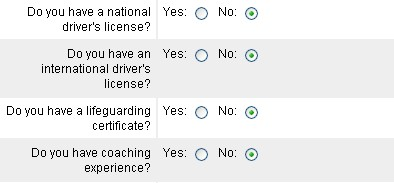 Do you have a national Yes: No:
driver's license?
Do you have an Yes: No:
international driver's
license?
Do you have a lifeguarding Yes: No:
certificate?
Do you have coaching Yes: No:
experience?